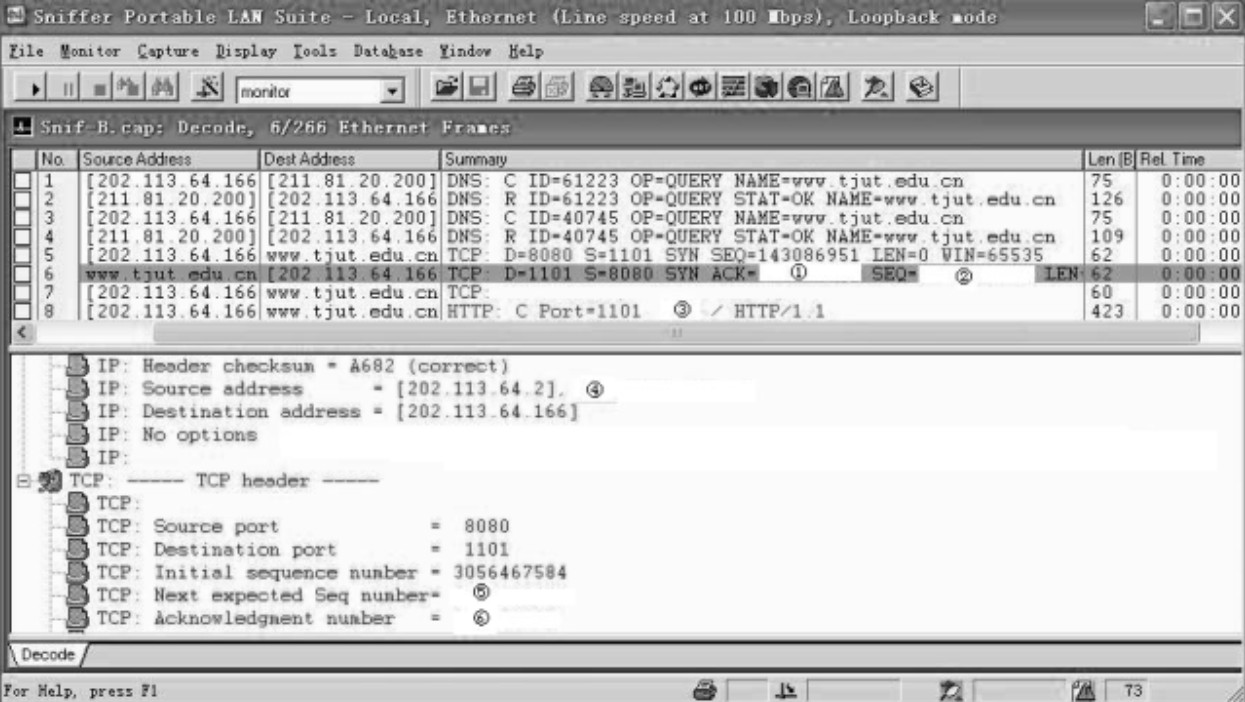 Sniffer Portable LAN Suite - Local, Ethernet (Line speed at 100 Mbps), Loopback mode
File Monitor Capture Display Tools Database Window Help
monitor
Snif-B.cap: Decode, 6/266 Ethernet Frames
No. Source Address Dest Address Summary Len (B Rel. Time
1 [202.113.64.166 [211.81.20.200] DNS: C ID=61223 OP=QUERY NAME=www.tjut.edu.cn 75 0:00:00
2 [211.81.20.200] [202.113.64.166 DNS: R ID=61223 OP=QUERY STAT=OK NAME=www.tjut.edu.cn 126 0:00:00
3 [202.113.64.166 [211.81.20.200] DNS: C ID=40745 OP=QUERY NAME=www.tjut.edu.cn 75 0:00:00
4 [211.81.20.200] [202.113.64.166 DNS: R ID=40745 OP=QUERY STAT=OK NAME=www.tjut.edu.cn 109 0:00:00
5 [202.113.64.166 www.tjut.edu.cn TCP: D=8080 S=1101 SYN SEQ=143086951 LEN=0 WIN=65535 62 0:00:00
6 www.tjut.edu.cn [202.113.64.166 TCP: D=1101 S=8080 SYN ACK= ① SEQ= ② LEN 62 0:00:00
7 [202.113.64.166 www.tjut.edu.cn TCP: 60 0:00:00
8 [202.113.64.166 www.tjut.edu.cn HTTP: C Port=1101 ③ / HTTP/1.1 423 0:00:00
IP: Header checksum = A682 (correct)
IP: Source address = [202.113.64.2], ④
IP: Destination address = [202.113.64.166]
IP: No options
IP:
TCP: ----- TCP header -----
TCP:
TCP: Source port = 8080
TCP: Destination port = 1101
TCP: Initial sequence number = 3056467584
TCP: Next expected Seq number= ⑤
TCP: Acknowledgment number = ⑥
Decode
For Help, press F1
73